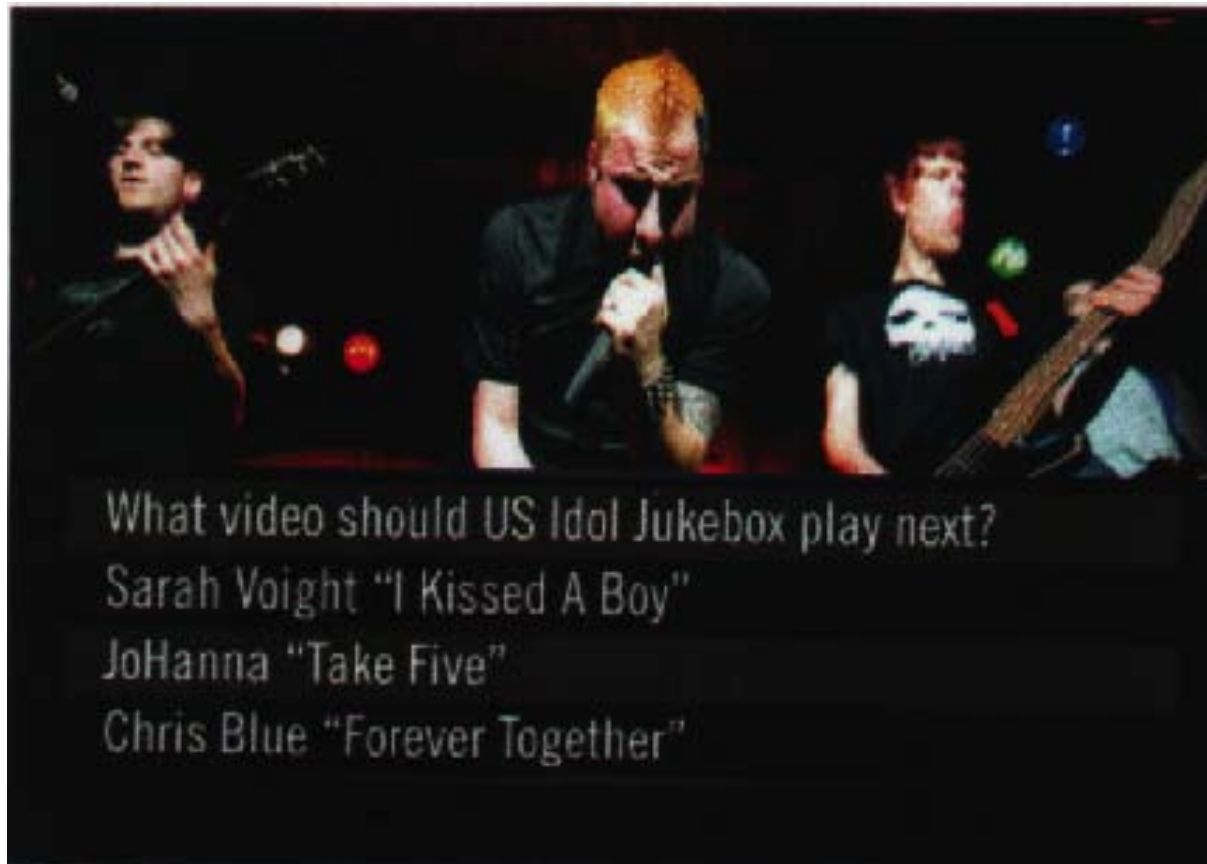 What video should US Idol Jukebox play next?
Sarah Voight “I Kissed A Boy”
JoHanna “Take Five”
Chris Blue “Forever Together”